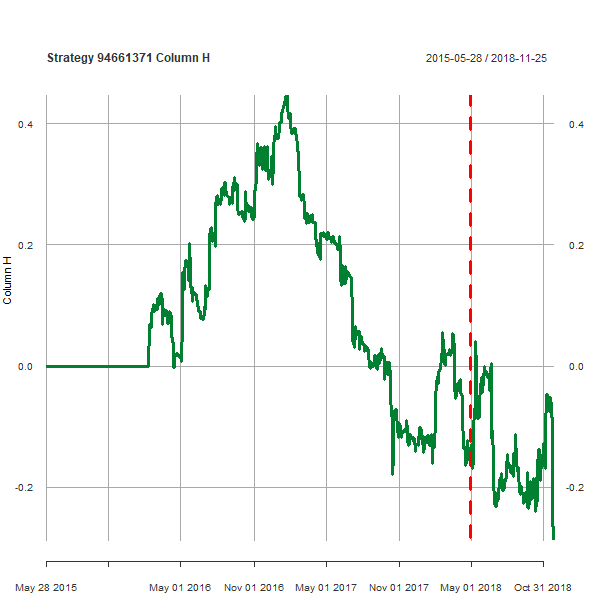 Strategy 94661371 Column H
2015-05-28 / 2018-11-25
0.4 0.4
0.2 0.2
0.0 0.0
-0.2 -0.2
Column H
May 28 2015 May 01 2016 Nov 01 2016 May 01 2017 Nov 01 2017 May 01 2018 Oct 31 2018